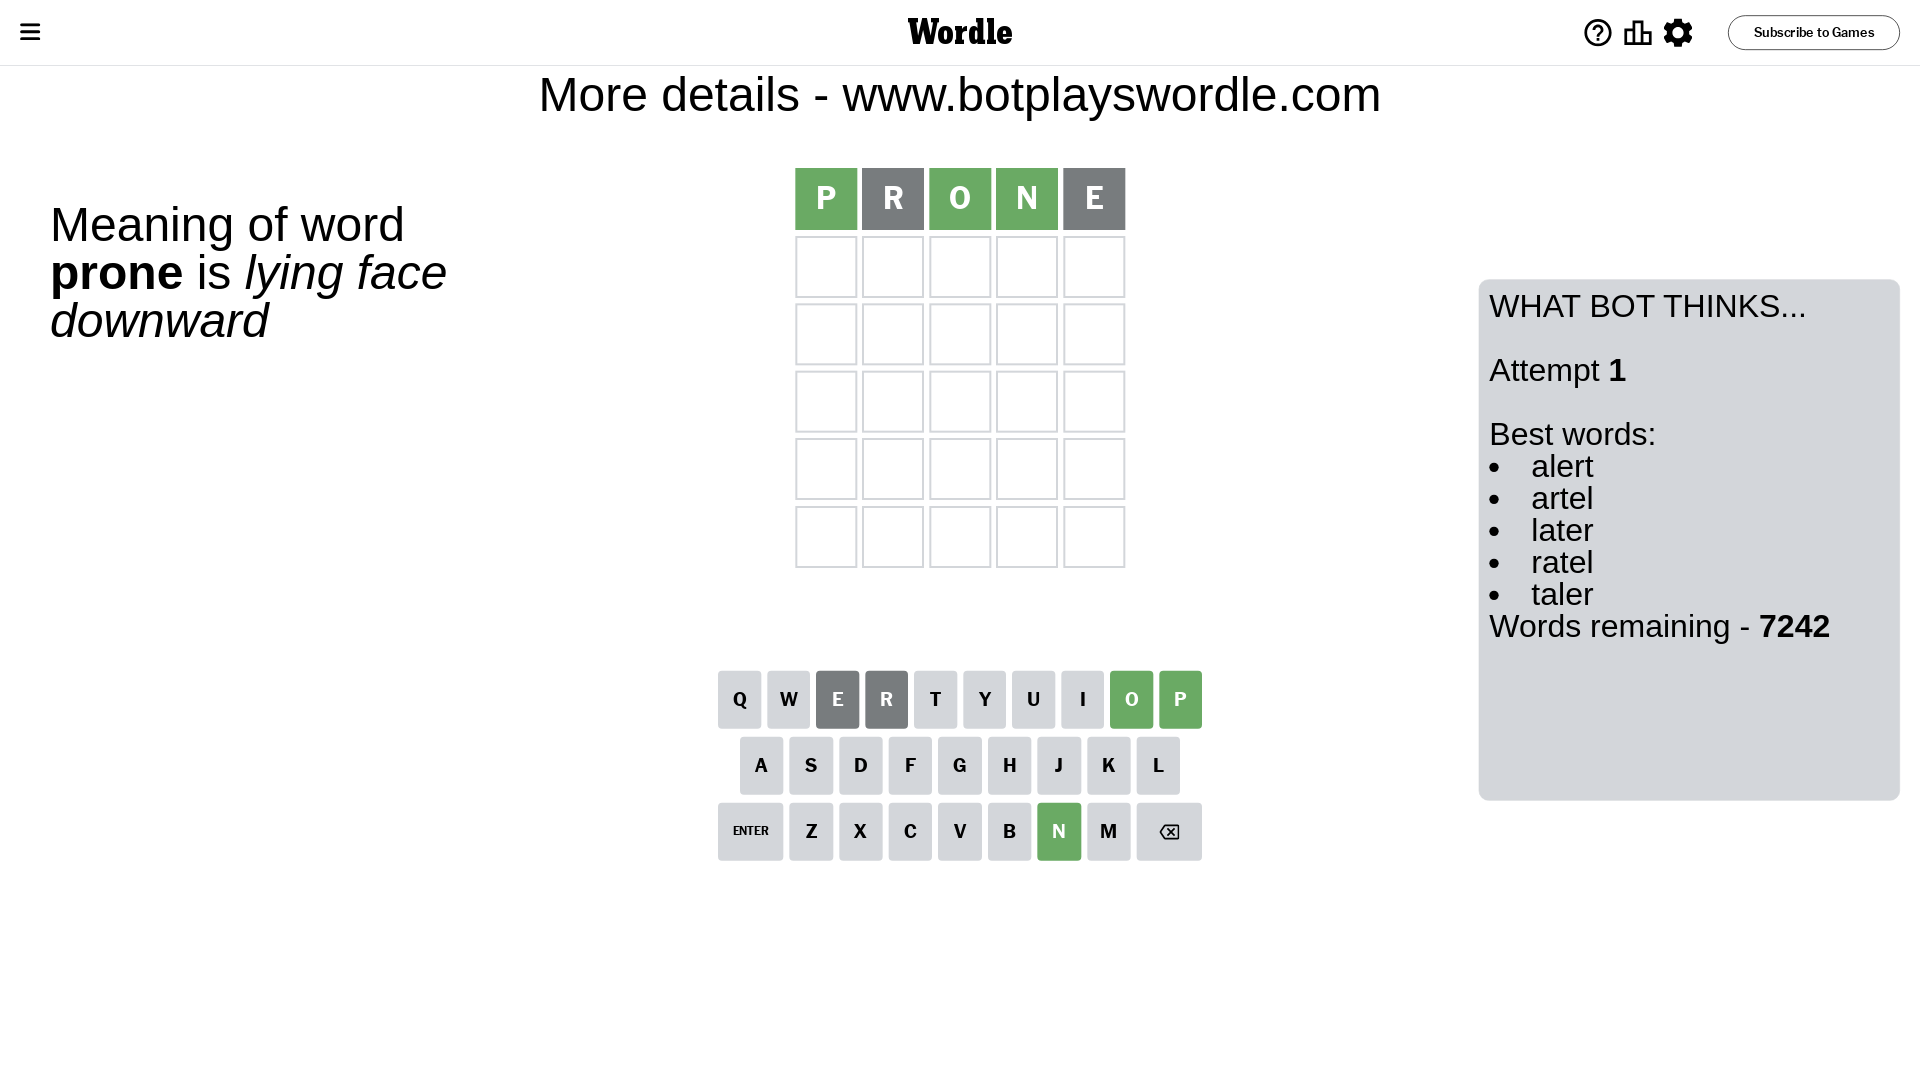 Wordle
Subscribe to Games
More details - www.botplayswordle.com
Meaning of word
prone is lying face
downward
P R O N E
WHAT BOT THINKS...
Attempt 1
Best words:
• alert
• artel
• later
• ratel
• taler
Words remaining - 7242
Q W E R T Y U I O P
A S D F G H J K L
ENTER Z X C V B N M